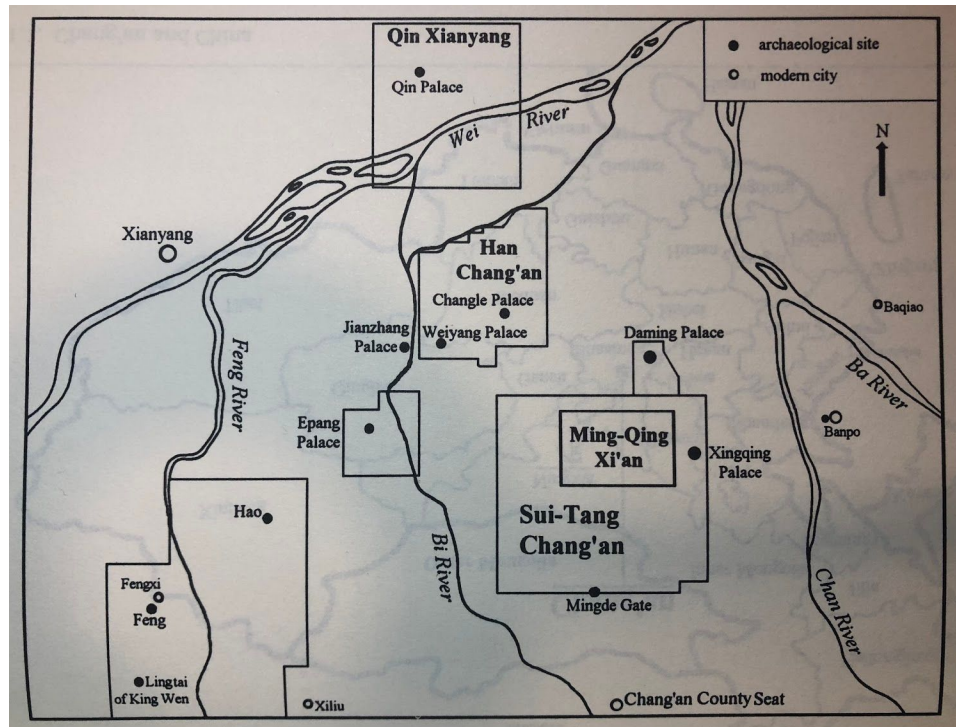 Qin Xianyang
Qin Palace
archaeological site
modern city
N
Wei River
Xianyang
Han
Chang'an
Changle Palace
Jianzhang
Palace
Weiyang Palace
Daming Palace
Baqiao
Feng River
Ba River
Epang
Palace
Banpo
Ming-Qing
Xi'an
Xingqing
Palace
Hao
Sui-Tang
Chang'an
Bi River
Fengxi
Feng
Mingde Gate
Chan River
Lingtai
of King Wen
Xiliu
Chang'an County Seat